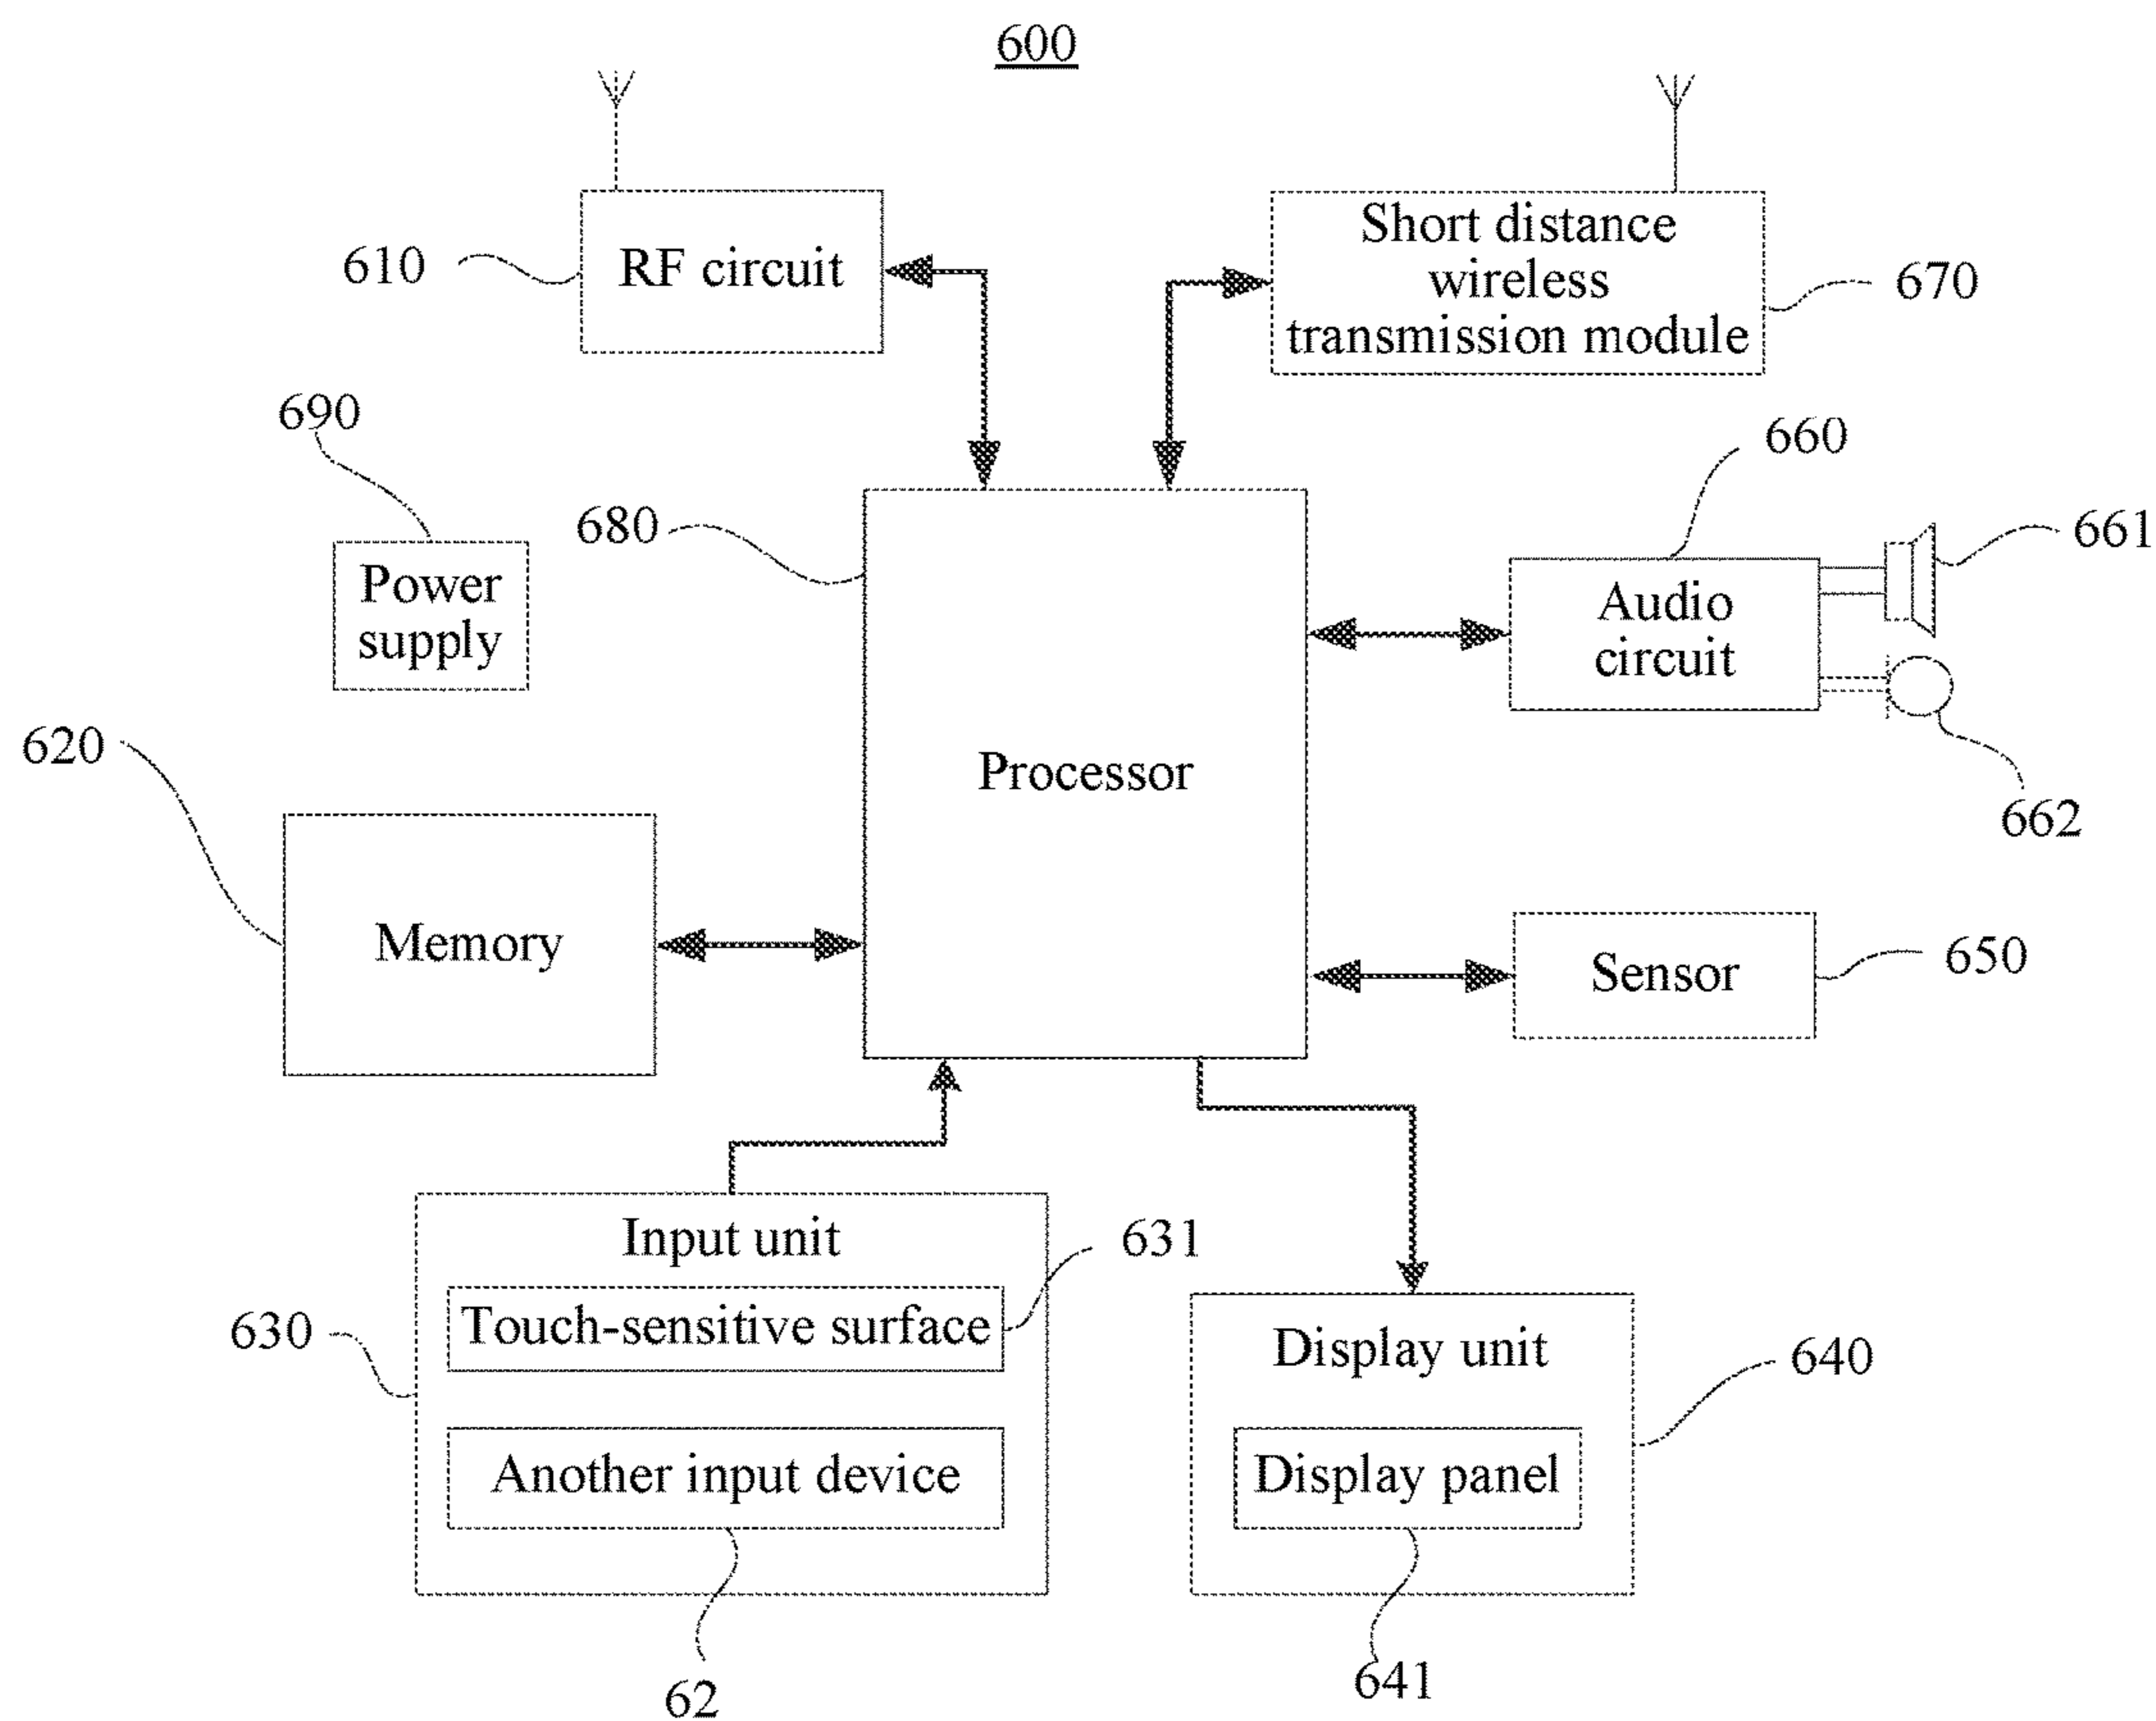 600
610
RF circuit
Short distance
wireless
transmission module
670
690
Power
supply
680
Processor
660
Audio
circuit
661
662
620
Memory
Sensor
650
Input unit
630
Touch-sensitive surface
631
Another input device
62
Display unit
640
Display panel
641